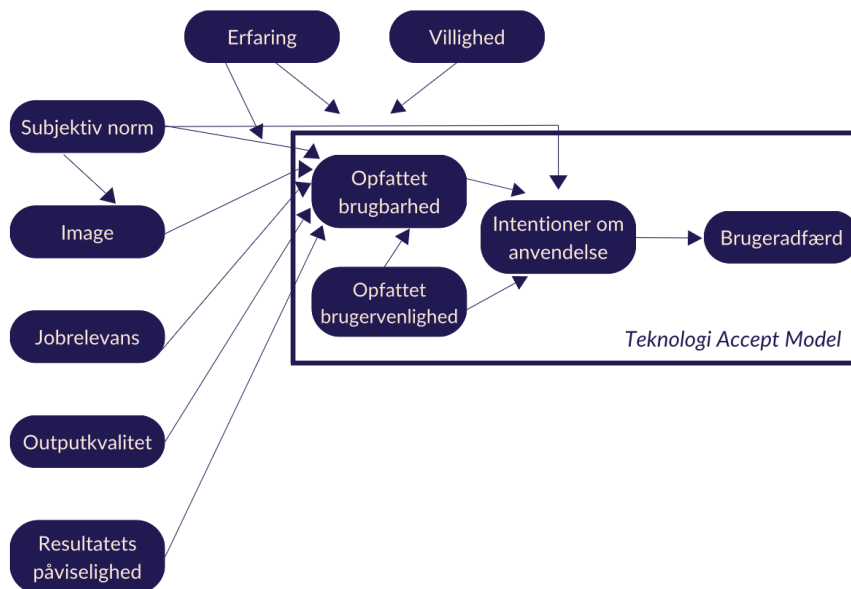 Erfaring
Villighed
Subjektiv norm
Image
Jobrelevans
Outputkvalitet
Resultatets
påviselighed
Opfattet
brugbarhed
Opfattet
brugervenlighed
Intentioner om
anvendelse
Brugeradfærd
Teknologi Accept Model